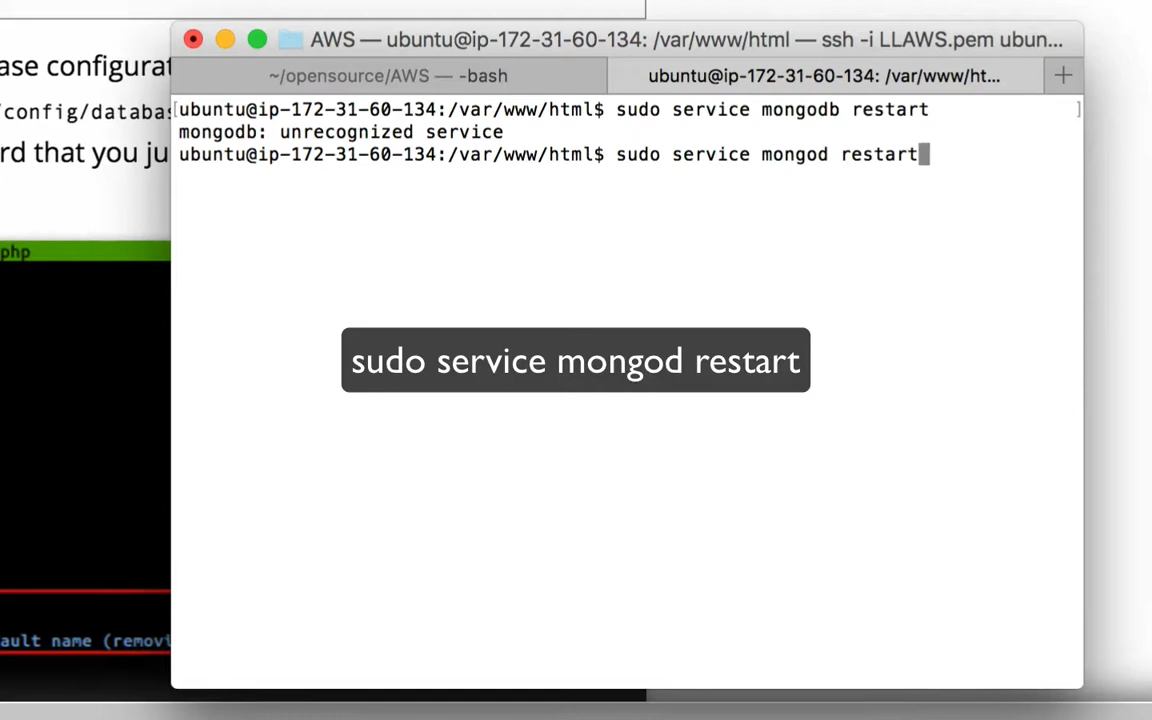 AWS — ubuntu@ip-172-31-60-134: /var/www/html — ssh -i LLAWS.pem ubun...
~/opensource/AWS — -bash
ubuntu@ip-172-31-60-134: /var/www/ht...
+
ase configurat
/config/databas
rd that you ju
[ubuntu@ip-172-31-60-134:/var/www/html$ sudo service mongodb restart ]
mongodb: unrecognized service
ubuntu@ip-172-31-60-134:/var/www/html$ sudo service mongod restart
php
sudo service mongod restart
ault name (removi